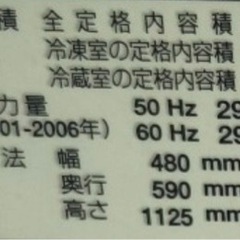 積 全定格内容積
冷凍室の定格内容積
冷蔵室の定格内容積
力量 50 Hz 29
01-2006年) 60 Hz 29
法 幅 480 mm
奥行 590 mm
高さ 1125 mm